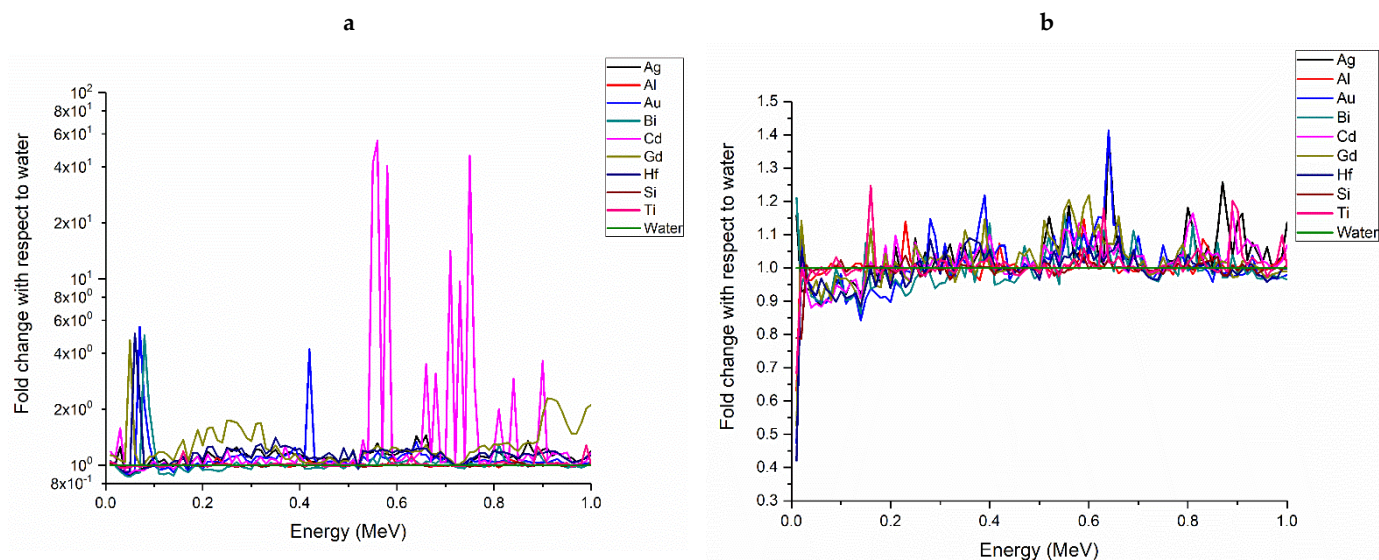 a
Ag
Al
Au
Bi
Cd
Gd
Hf
Si
Ti
Water
10²
8x10¹
6x10¹
4x10¹
2x10¹
10¹
8x10⁰
6x10⁰
4x10⁰
2x10⁰
10⁰
8x10⁻¹
Fold change with respect to water
0.0 0.2 0.4 0.6 0.8 1.0
Energy (MeV)
b
Ag
Al
Au
Bi
Cd
Gd
Hf
Si
Ti
Water
1.5
1.4
1.3
1.2
1.1
1.0
0.9
0.8
0.7
0.6
0.5
0.4
0.3
Fold change with respect to water
0.0 0.2 0.4 0.6 0.8 1.0
Energy (MeV)